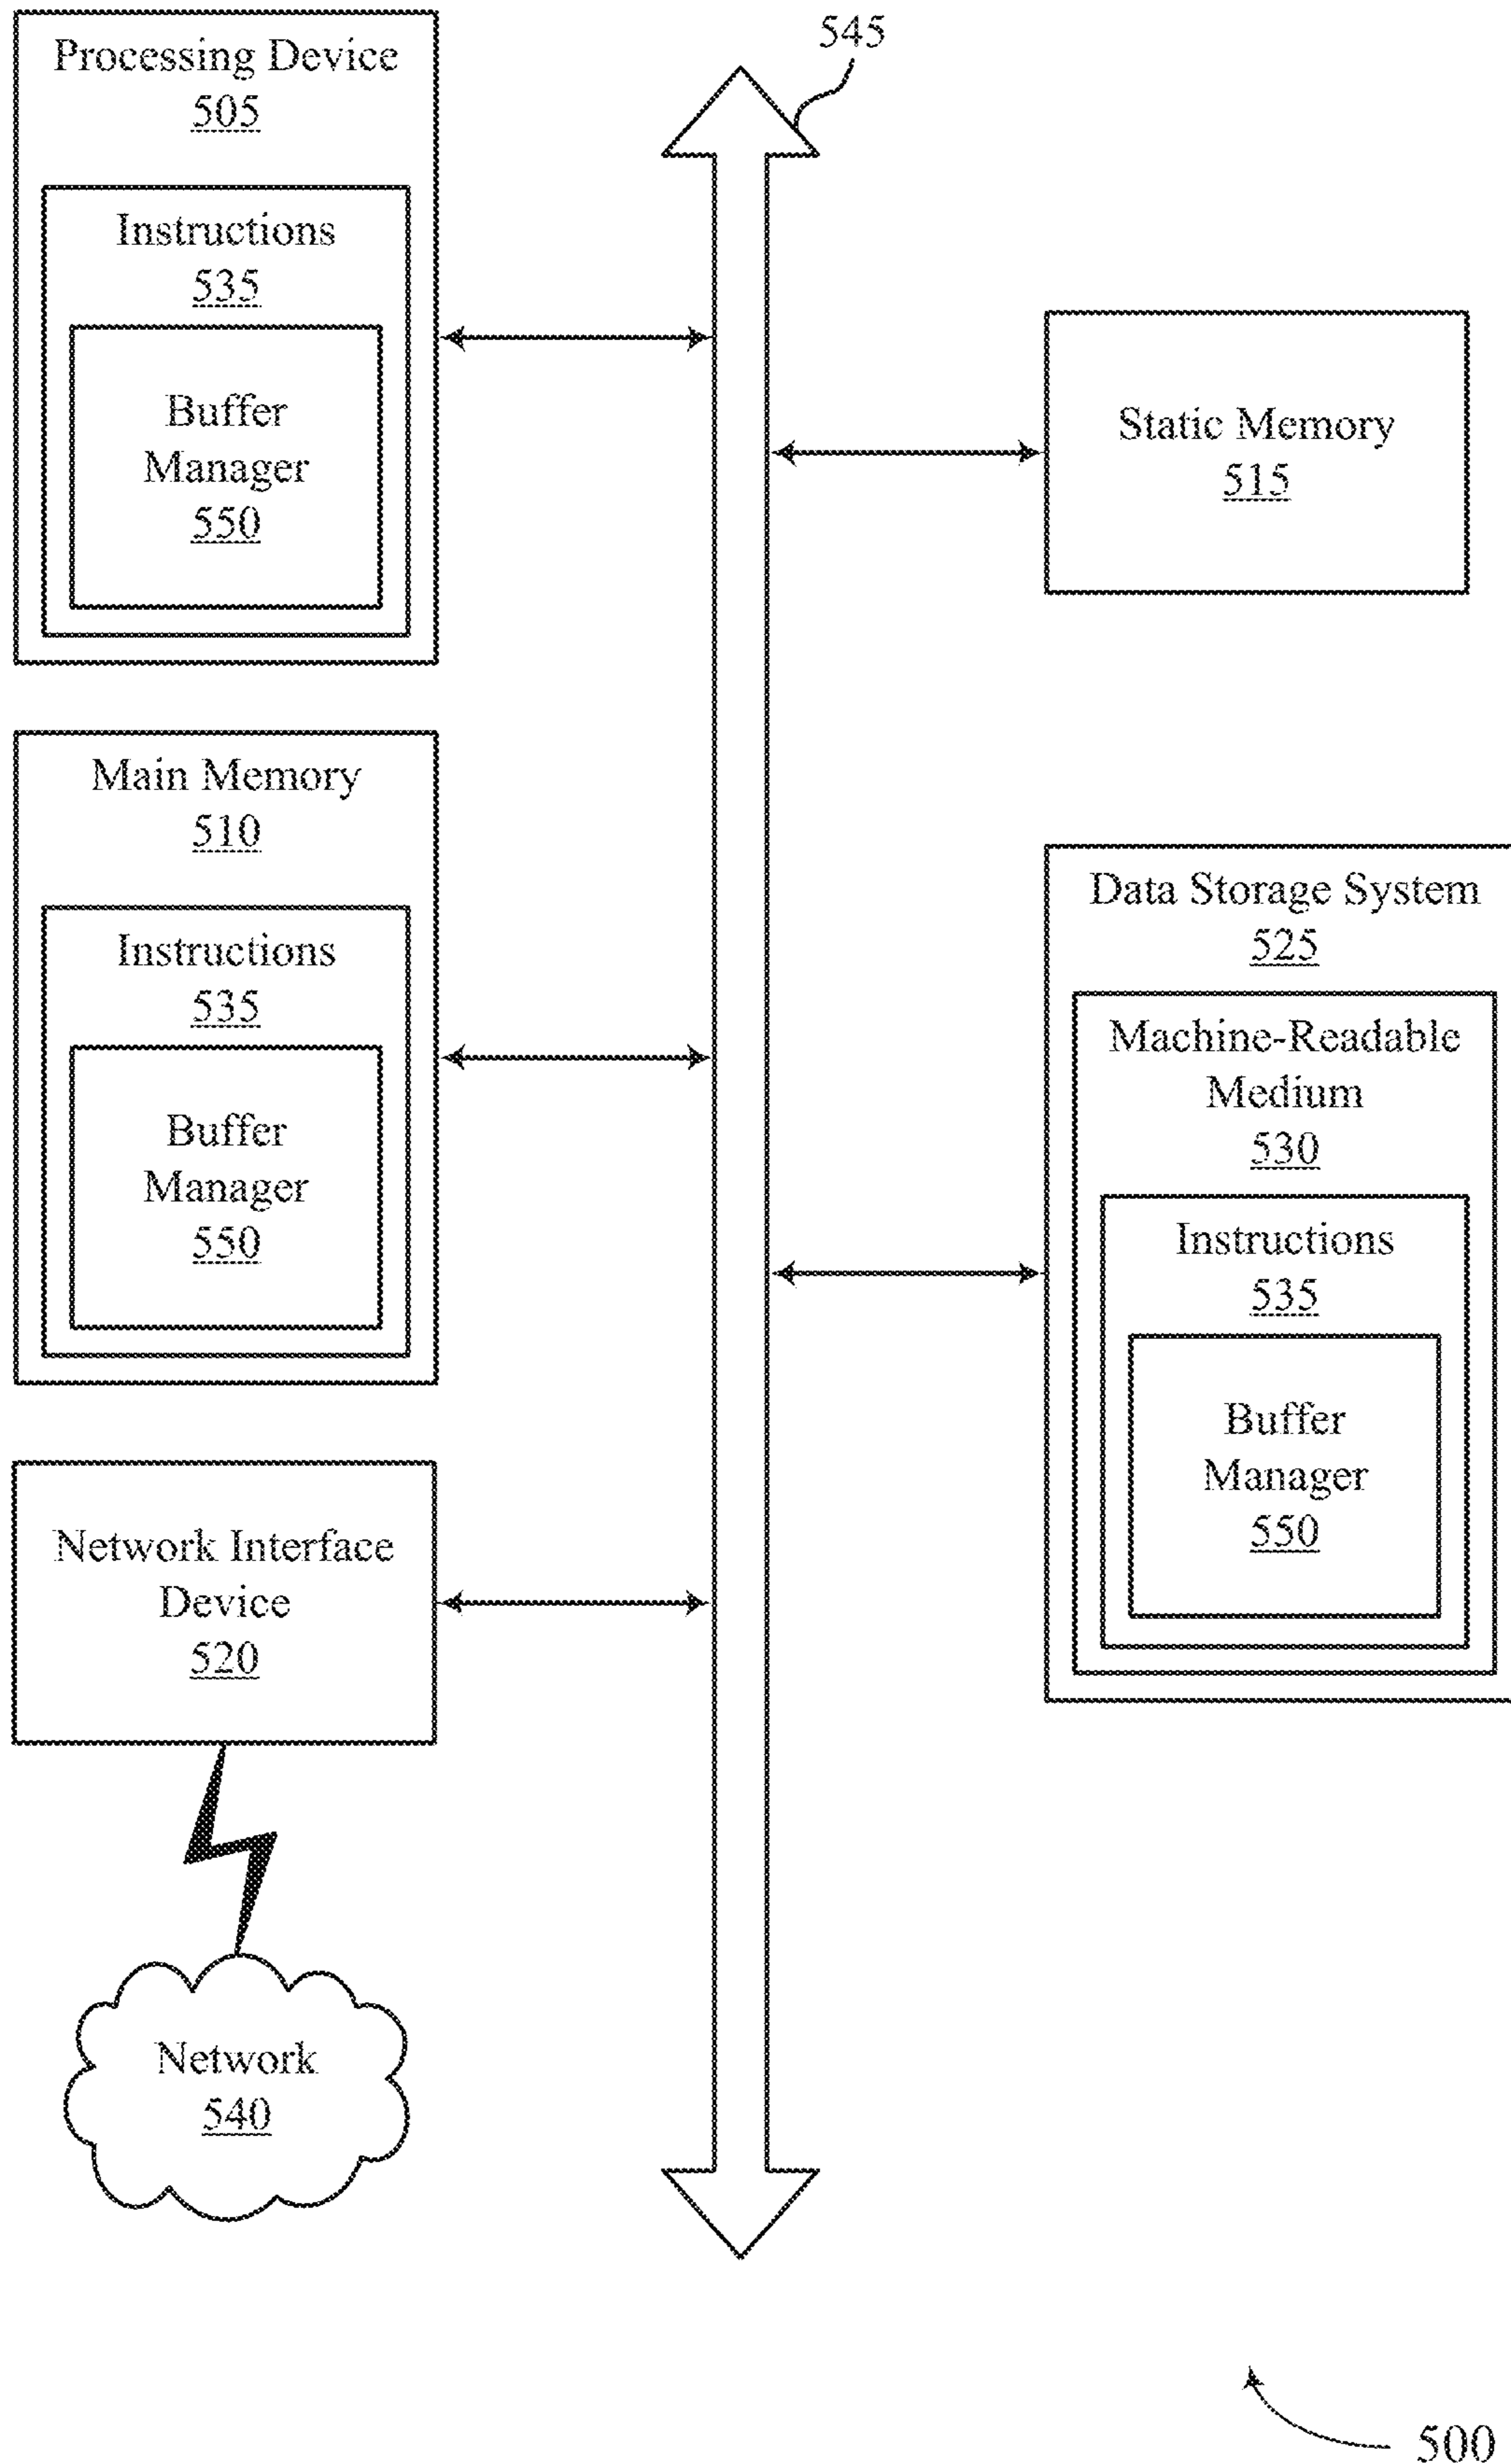 545
Processing Device
505
Instructions
535
Buffer
Manager
550
Static Memory
515
Main Memory
510
Instructions
535
Buffer
Manager
550
Data Storage System
525
Machine-Readable
Medium
530
Instructions
535
Buffer
Manager
550
Network Interface
Device
520
Network
540
500